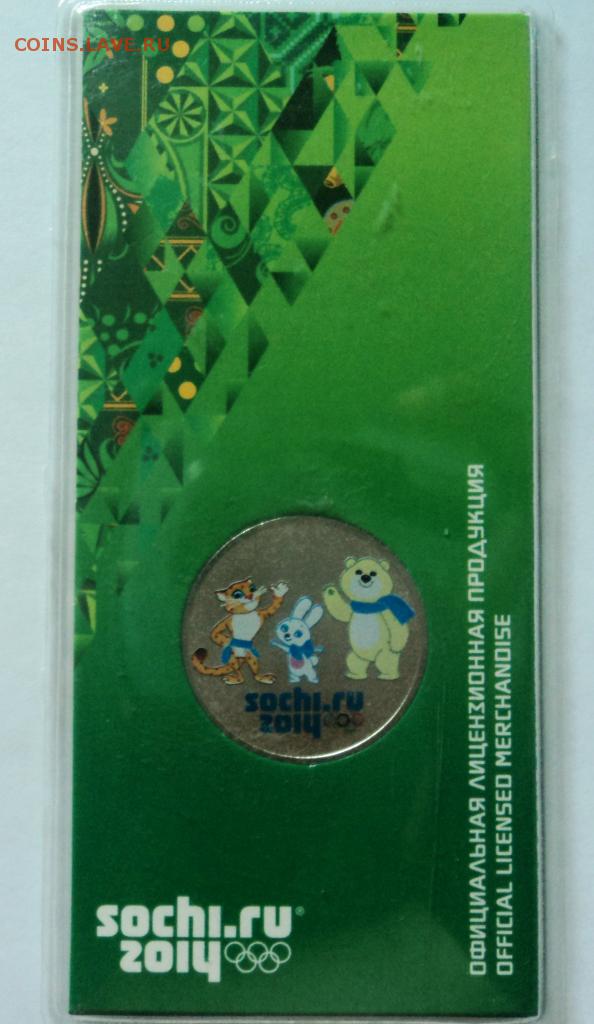 COINS.LAVE.RU
sochi.ru
2014
sochi.ru®
2014
ОФИЦИАЛЬНАЯ ЛИЦЕНЗИОННАЯ ПРОДУКЦИЯ
OFFICIAL LICENSED MERCHANDISE